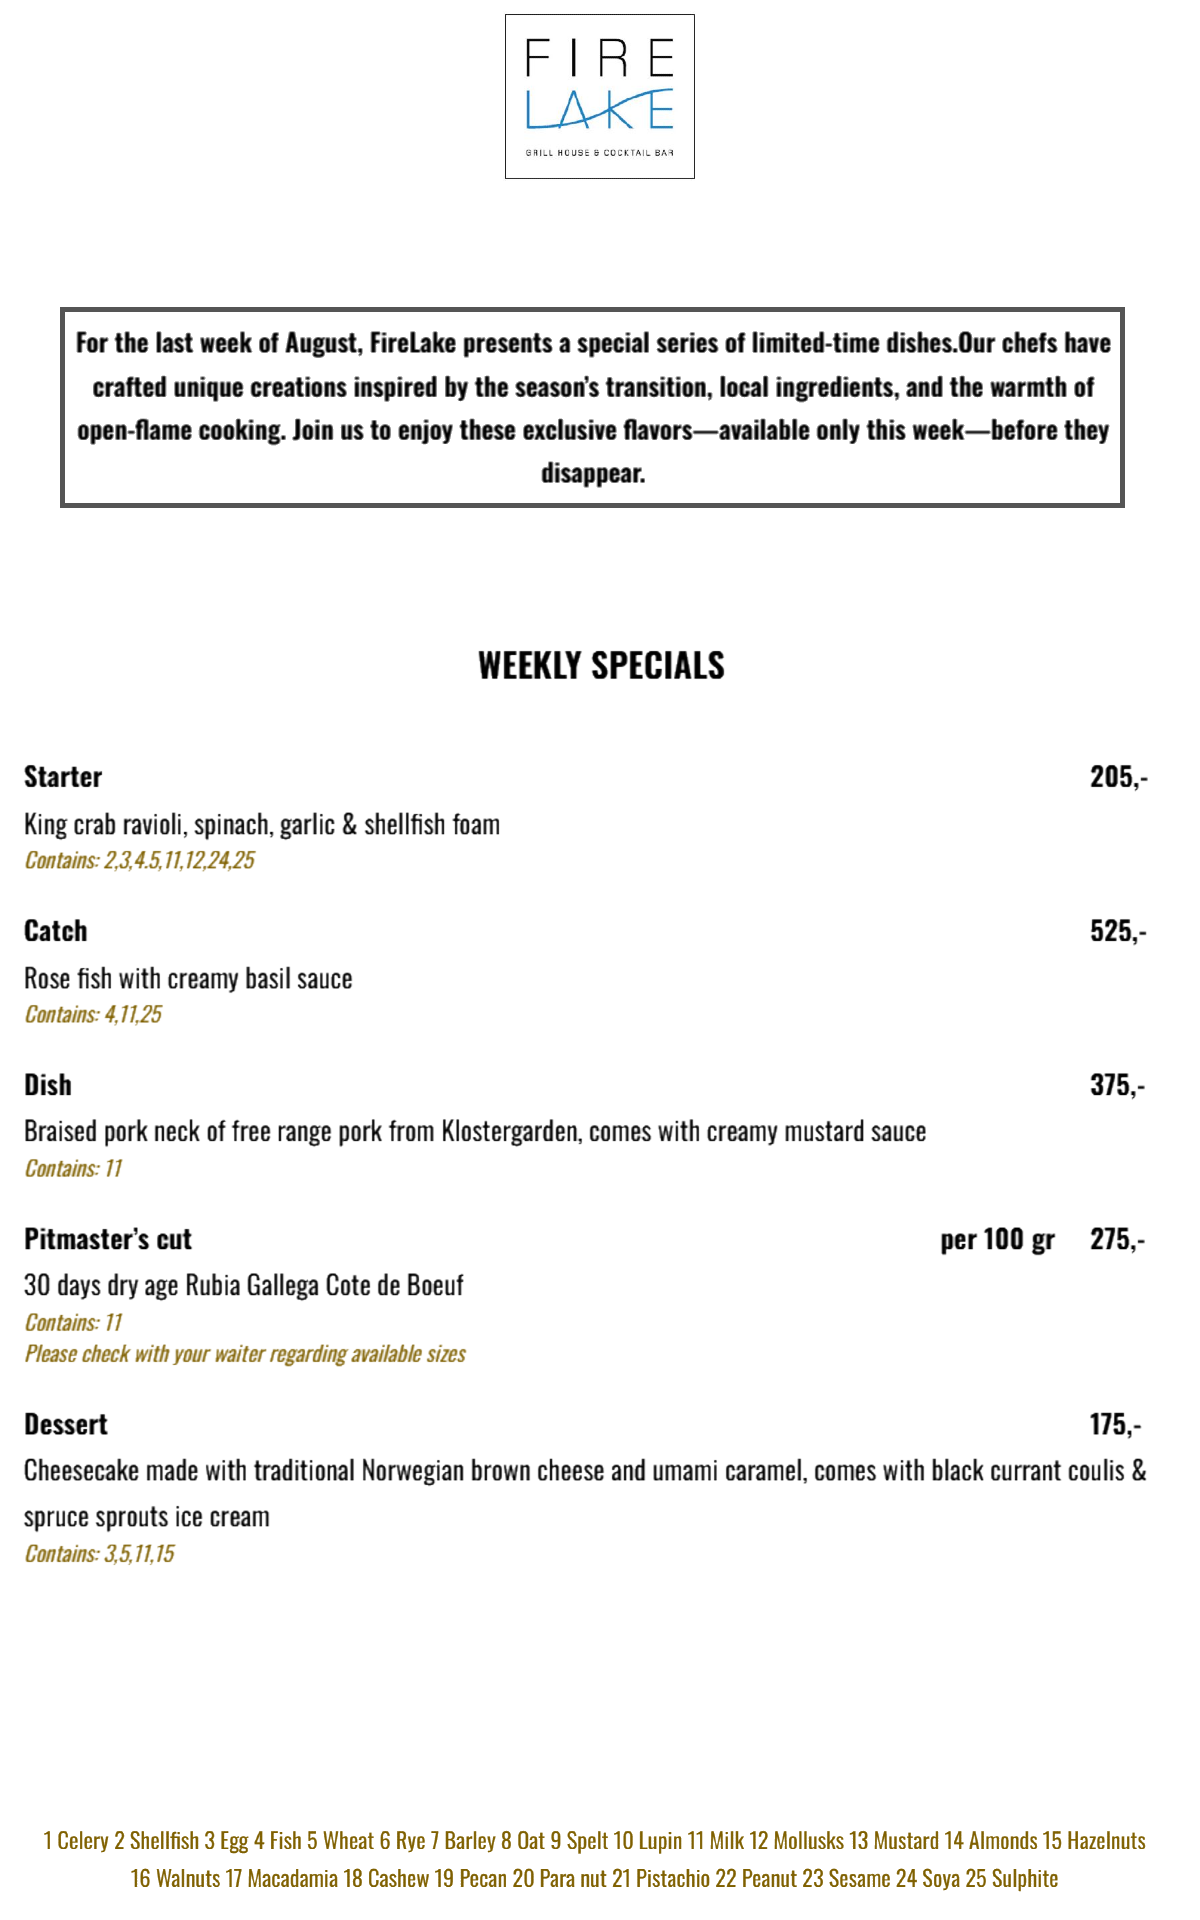 FIRE
LAKE
GRILL HOUSE & COCKTAIL BAR
For the last week of August, FireLake presents a special series of limited-time dishes.Our chefs have
crafted unique creations inspired by the season’s transition, local ingredients, and the warmth of
open-flame cooking. Join us to enjoy these exclusive flavors—available only this week—before they
disappear.
WEEKLY SPECIALS
Starter 205,-
King crab ravioli, spinach, garlic & shellfish foam
Contains: 2,3,4.5,11,12,24,25
Catch 525,-
Rose fish with creamy basil sauce
Contains: 4,11,25
Dish 375,-
Braised pork neck of free range pork from Klostergarden, comes with creamy mustard sauce
Contains: 11
Pitmaster’s cut per 100 gr 275,-
30 days dry age Rubia Gallega Cote de Boeuf
Contains: 11
Please check with your waiter regarding available sizes
Dessert 175,-
Cheesecake made with traditional Norwegian brown cheese and umami caramel, comes with black currant coulis &
spruce sprouts ice cream
Contains: 3,5,11,15
1 Celery 2 Shellfish 3 Egg 4 Fish 5 Wheat 6 Rye 7 Barley 8 Oat 9 Spelt 10 Lupin 11 Milk 12 Mollusks 13 Mustard 14 Almonds 15 Hazelnuts
16 Walnuts 17 Macadamia 18 Cashew 19 Pecan 20 Para nut 21 Pistachio 22 Peanut 23 Sesame 24 Soya 25 Sulphite